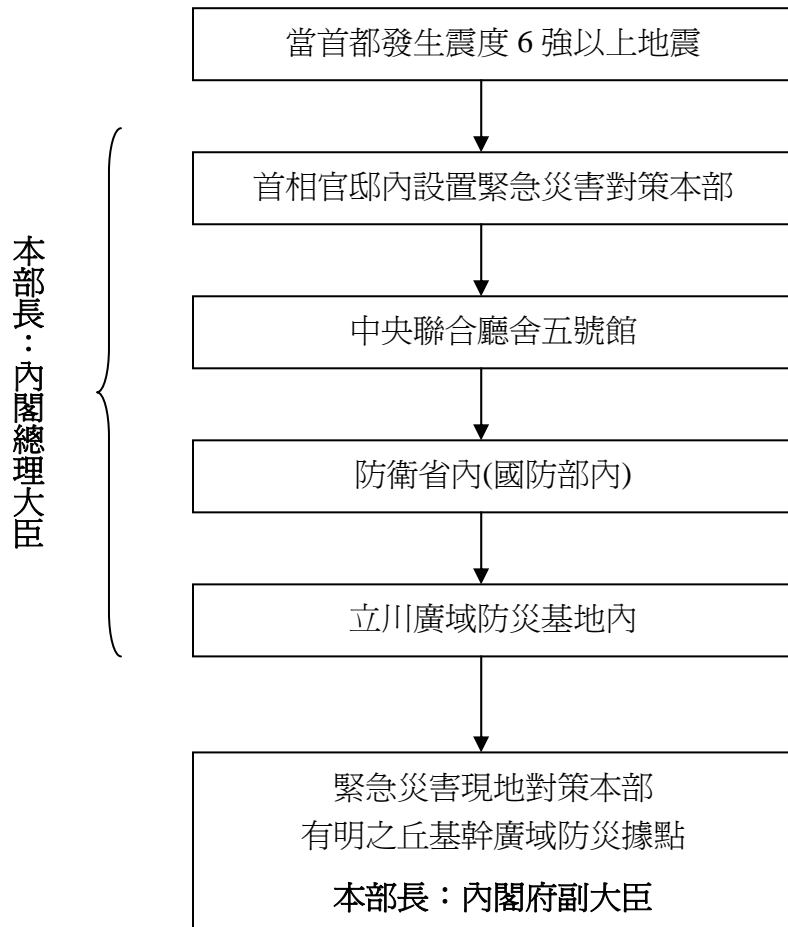 當首都發生震度 6 強以上地震
本部長：內閣總理大臣
首相官邸內設置緊急災害對策本部
中央聯合廳舍五號館
防衛省內(國防部內)
立川廣域防災基地內
緊急災害現地對策本部
有明之丘基幹廣域防災據點
本部長：內閣府副大臣